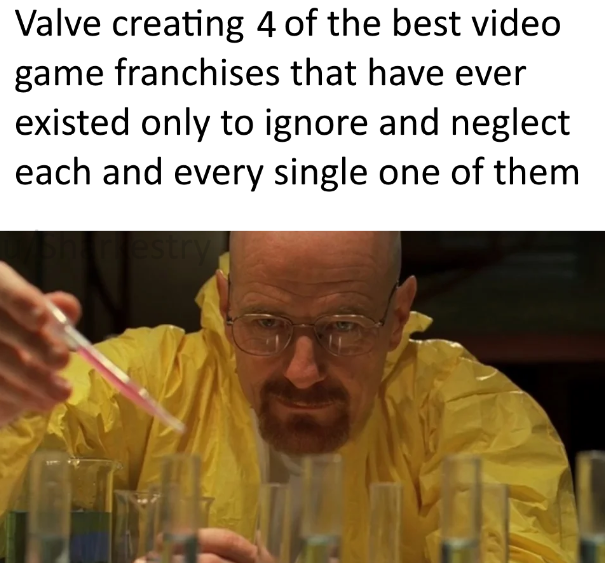 Valve creating 4 of the best video
game franchises that have ever
existed only to ignore and neglect
each and every single one of them